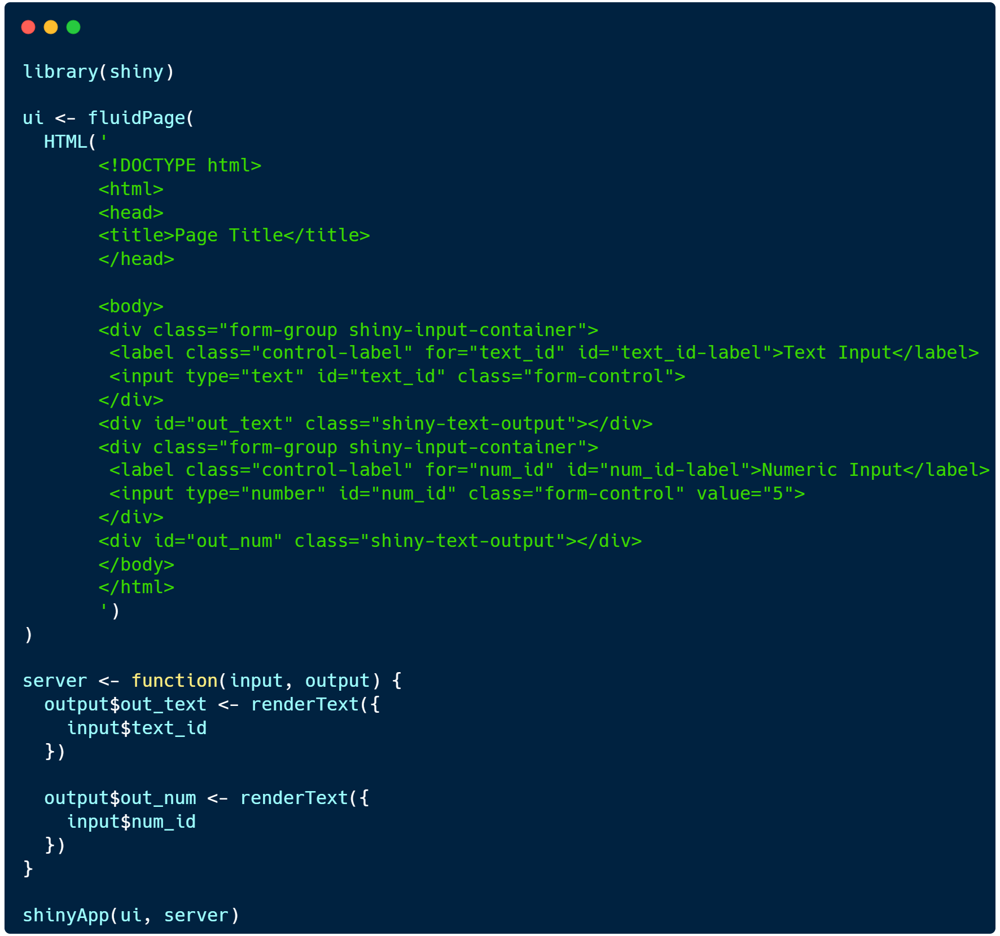 library(shiny)

ui <- fluidPage(
  HTML('
       <!DOCTYPE html>
       <html>
       <head>
       <title>Page Title</title>
       </head>

       <body>
       <div class="form-group shiny-input-container">
        <label class="control-label" for="text_id" id="text_id-label">Text Input</label>
        <input type="text" id="text_id" class="form-control">
       </div>
       <div id="out_text" class="shiny-text-output"></div>
       <div class="form-group shiny-input-container">
        <label class="control-label" for="num_id" id="num_id-label">Numeric Input</label>
        <input type="number" id="num_id" class="form-control" value="5">
       </div>
       <div id="out_num" class="shiny-text-output"></div>
       </body>
       </html>
       ')
)

server <- function(input, output) {
  output$out_text <- renderText({
    input$text_id
  })

  output$out_num <- renderText({
    input$num_id
  })
}

shinyApp(ui, server)